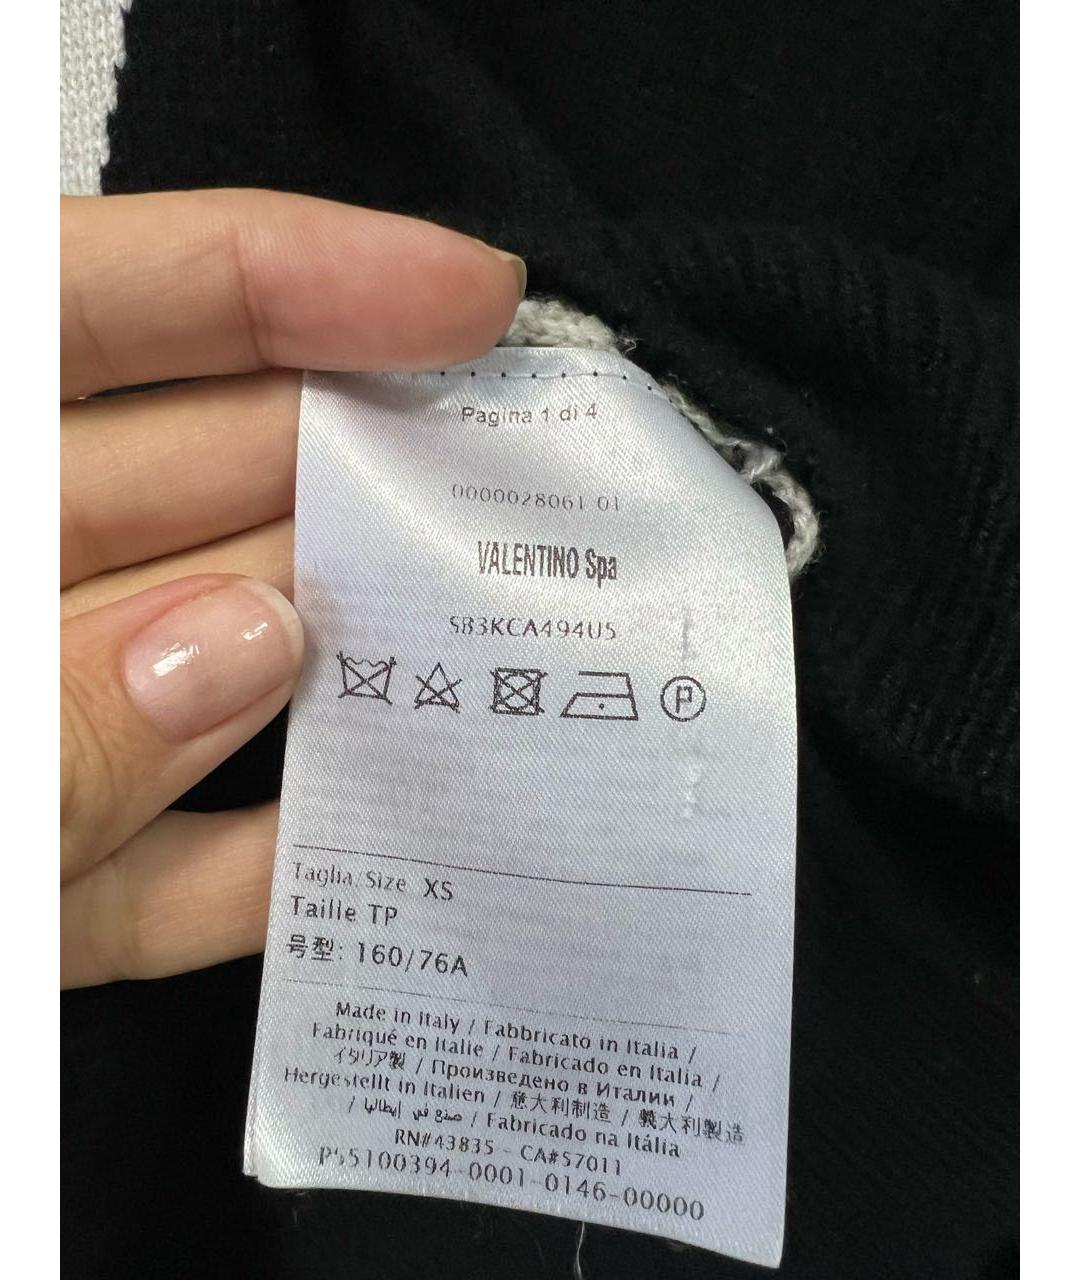 Pagina 1 di 4
0000028061 01
VALENTINO Spa
SB3KCA494U5
P
Taglia/Size XS
Taille TP
号型: 160/76A
Made in Italy / Fabbricato in Italia /
Fabriqué en Italie / Fabricado en Italia /
イタリア製 / Произведено в Италии /
Hergestellt in Italien / 意大利制造 / 義大利製造
/ صنع في إيطاليا / Fabricado na Itália
RN#43835 - CA#57011
P55100394-0001-0146-00000